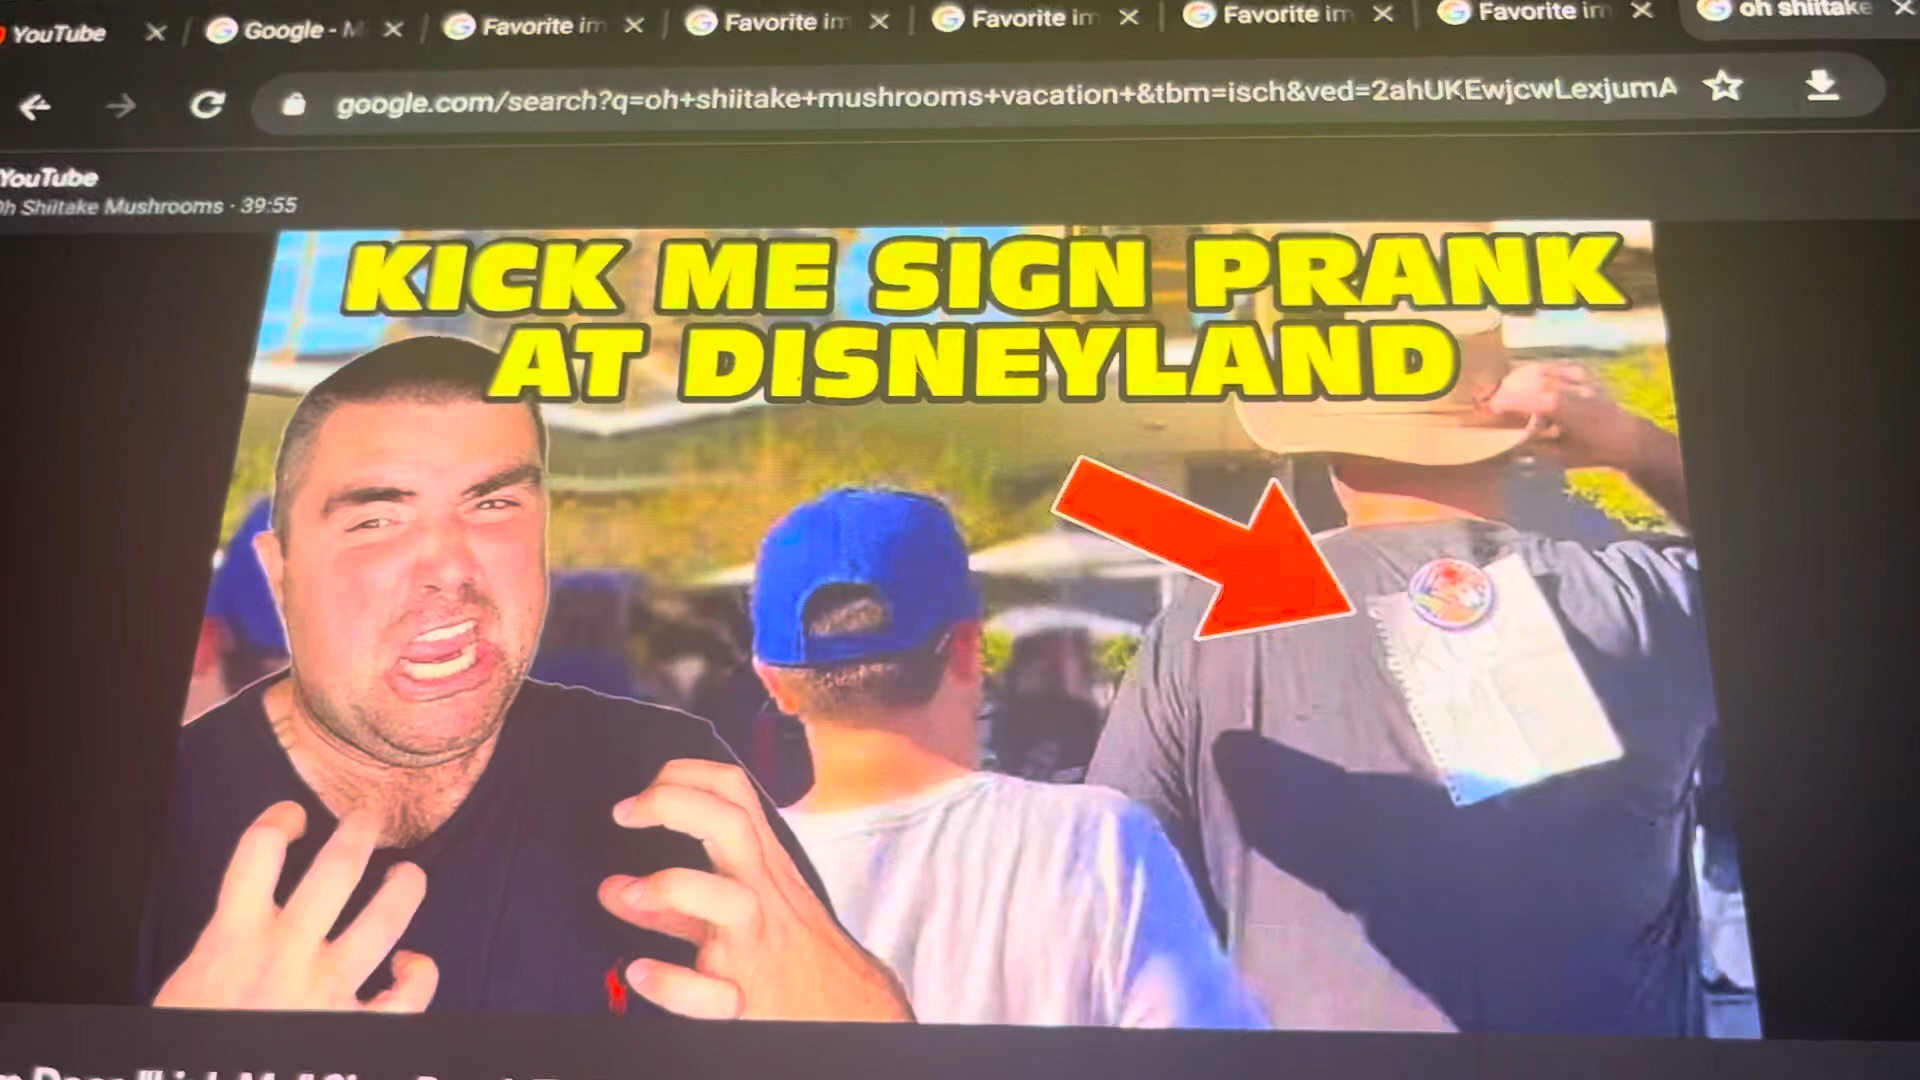 YouTube
Google - M
Favorite im
Favorite im
Favorite im
Favorite im
Favorite im
oh shiitake
google.com/search?q=oh+shiitake+mushrooms+vacation+&tbm=isch&ved=2ahUKEwjcwLexjumA
YouTube
Oh Shiitake Mushrooms · 39:55
KICK ME SIGN PRANK
AT DISNEYLAND